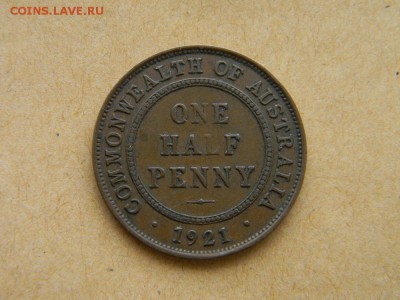 COINS.LAVE.RU
COMMONWEALTH OF AUSTRALIA
ONE
HALF
PENNY
1921